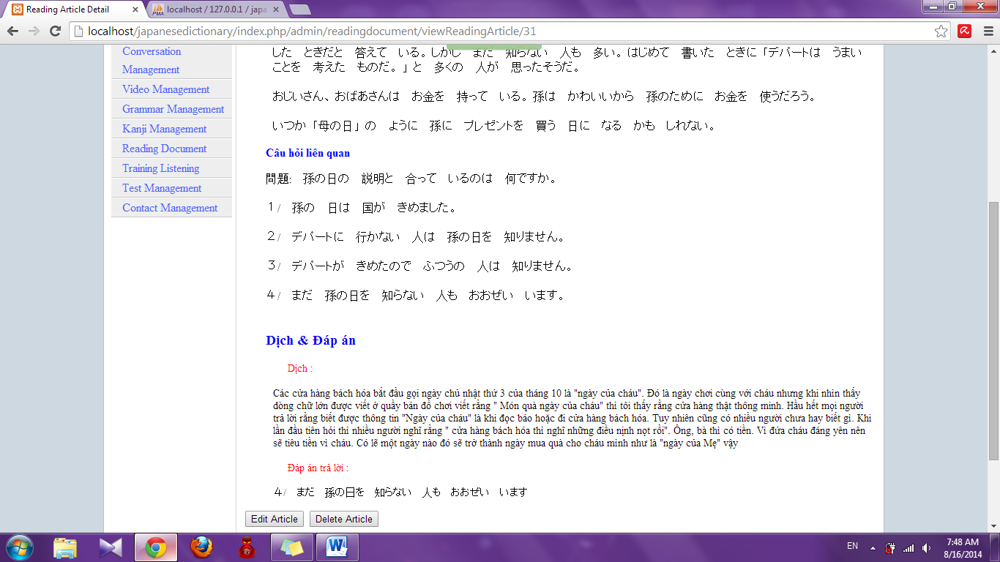 Reading Article Detail
localhost / 127.0.0.1 / japa
localhost/japanesedictionary/index.php/admin/readingdocument/viewReadingArticle/31
Conversation
Management
Video Management
Grammar Management
Kanji Management
Reading Document
Training Listening
Test Management
Contact Management
した　ときだと　答えて　いる。しかし　まだ　知らない　人も　多い。はじめて　書いた　ときに「デパートは　うまい
ことを　考えた　ものだ。」と　多くの　人が　思ったそうだ。
おじいさん、おばあさんは　お金を　持って　いる。孫は　かわいいから　孫のために　お金を　使うだろう。
いつか「母の日」の　ように　孫に　プレゼントを　買う　日に　なる　かも　しれない。
Câu hỏi liên quan
問題:　孫の日の　説明と　合って　いるのは　何ですか。
１/　孫の　日は　国が　きめました。
２/　デパートに　行かない　人は　孫の日を　知りません。
３/　デパートが　きめたので　ふつうの　人は　知りません。
４/　まだ　孫の日を　知らない　人も　おおぜい　います。
Dịch & Đáp án
Dịch :
Các cửa hàng bách hóa bắt đầu gọi ngày chủ nhật thứ 3 của tháng 10 là "ngày của cháu". Đó là ngày chơi cùng với cháu nhưng khi nhìn thấy
dòng chữ lớn được viết ở quầy bán đồ chơi viết rằng " Món quà ngày của cháu" thì tôi thấy rằng cửa hàng thật thông minh. Hầu hết mọi người
trả lời rằng biết được thông tin "Ngày của cháu" là khi đọc báo hoặc đi cửa hàng bách hóa. Tuy nhiên cũng có nhiều người chưa hay biết gì. Khi
lần đầu tiên hỏi thì nhiều người nghĩ rằng " cửa hàng bách hóa thì nghĩ những điều nịnh nọt rồi". Ông, bà thì có tiền. Vì đứa cháu đáng yên nên
sẽ tiêu tiền vì cháu. Có lẽ một ngày nào đó sẽ trở thành ngày mua quà cho cháu mình như là "ngày của Mẹ" vậy
Đáp án trả lời :
４/　まだ　孫の日を　知らない　人も　おおぜい　います
Edit Article
Delete Article
EN
7:48 AM
8/16/2014